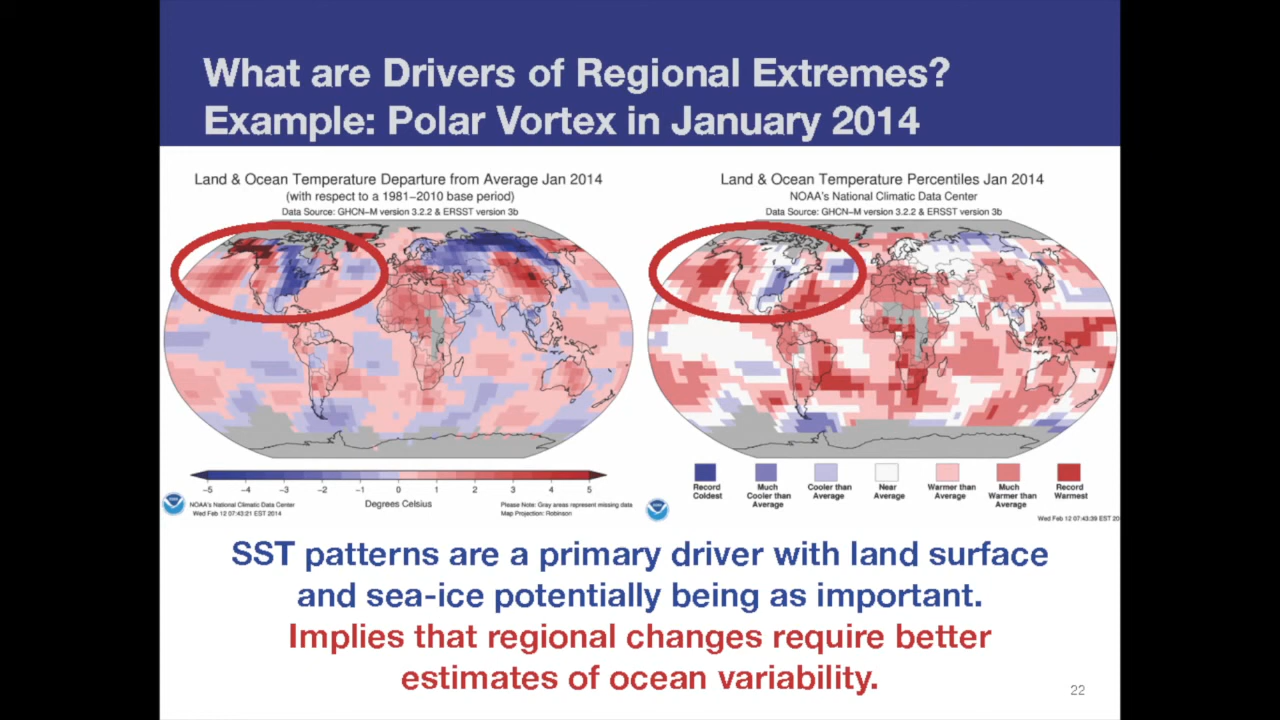 What are Drivers of Regional Extremes?
Example: Polar Vortex in January 2014
Land & Ocean Temperature Departure from Average Jan 2014
(with respect to a 1981–2010 base period)
Data Source: GHCN–M version 3.2.2 & ERSST version 3b
-5 -4 -3 -2 -1 0 1 2 3 4 5
Degrees Celsius
NOAA's National Climatic Data Center
Wed Feb 12 07:43:21 EST 2014
Please Note: Gray areas represent missing data
Map Projection: Robinson
Land & Ocean Temperature Percentiles Jan 2014
NOAA's National Climatic Data Center
Data Source: GHCN–M version 3.2.2 & ERSST version 3b
Record
Coldest
Much
Cooler than
Average
Cooler than
Average
Near
Average
Warmer than
Average
Much
Warmer than
Average
Record
Warmest
Wed Feb 12 07:43:39 EST 20
SST patterns are a primary driver with land surface
and sea-ice potentially being as important.
Implies that regional changes require better
estimates of ocean variability.
22